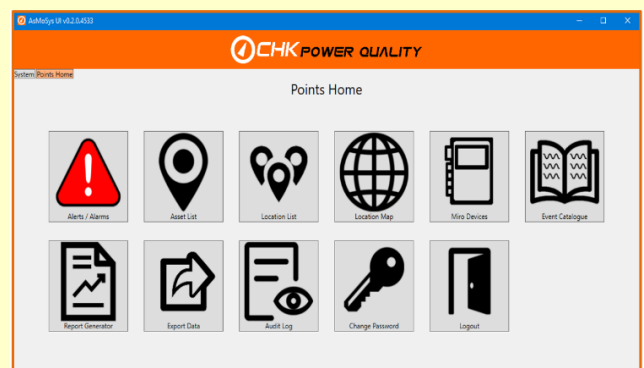 AsMoSys UI v0.2.0.4533
CHK POWER QUALITY
System Points Home
Points Home
Alerts / Alarms
Asset List
Location List
Location Map
Miro Devices
Event Catalogue
Report Generator
Export Data
Audit Log
Change Password
Logout